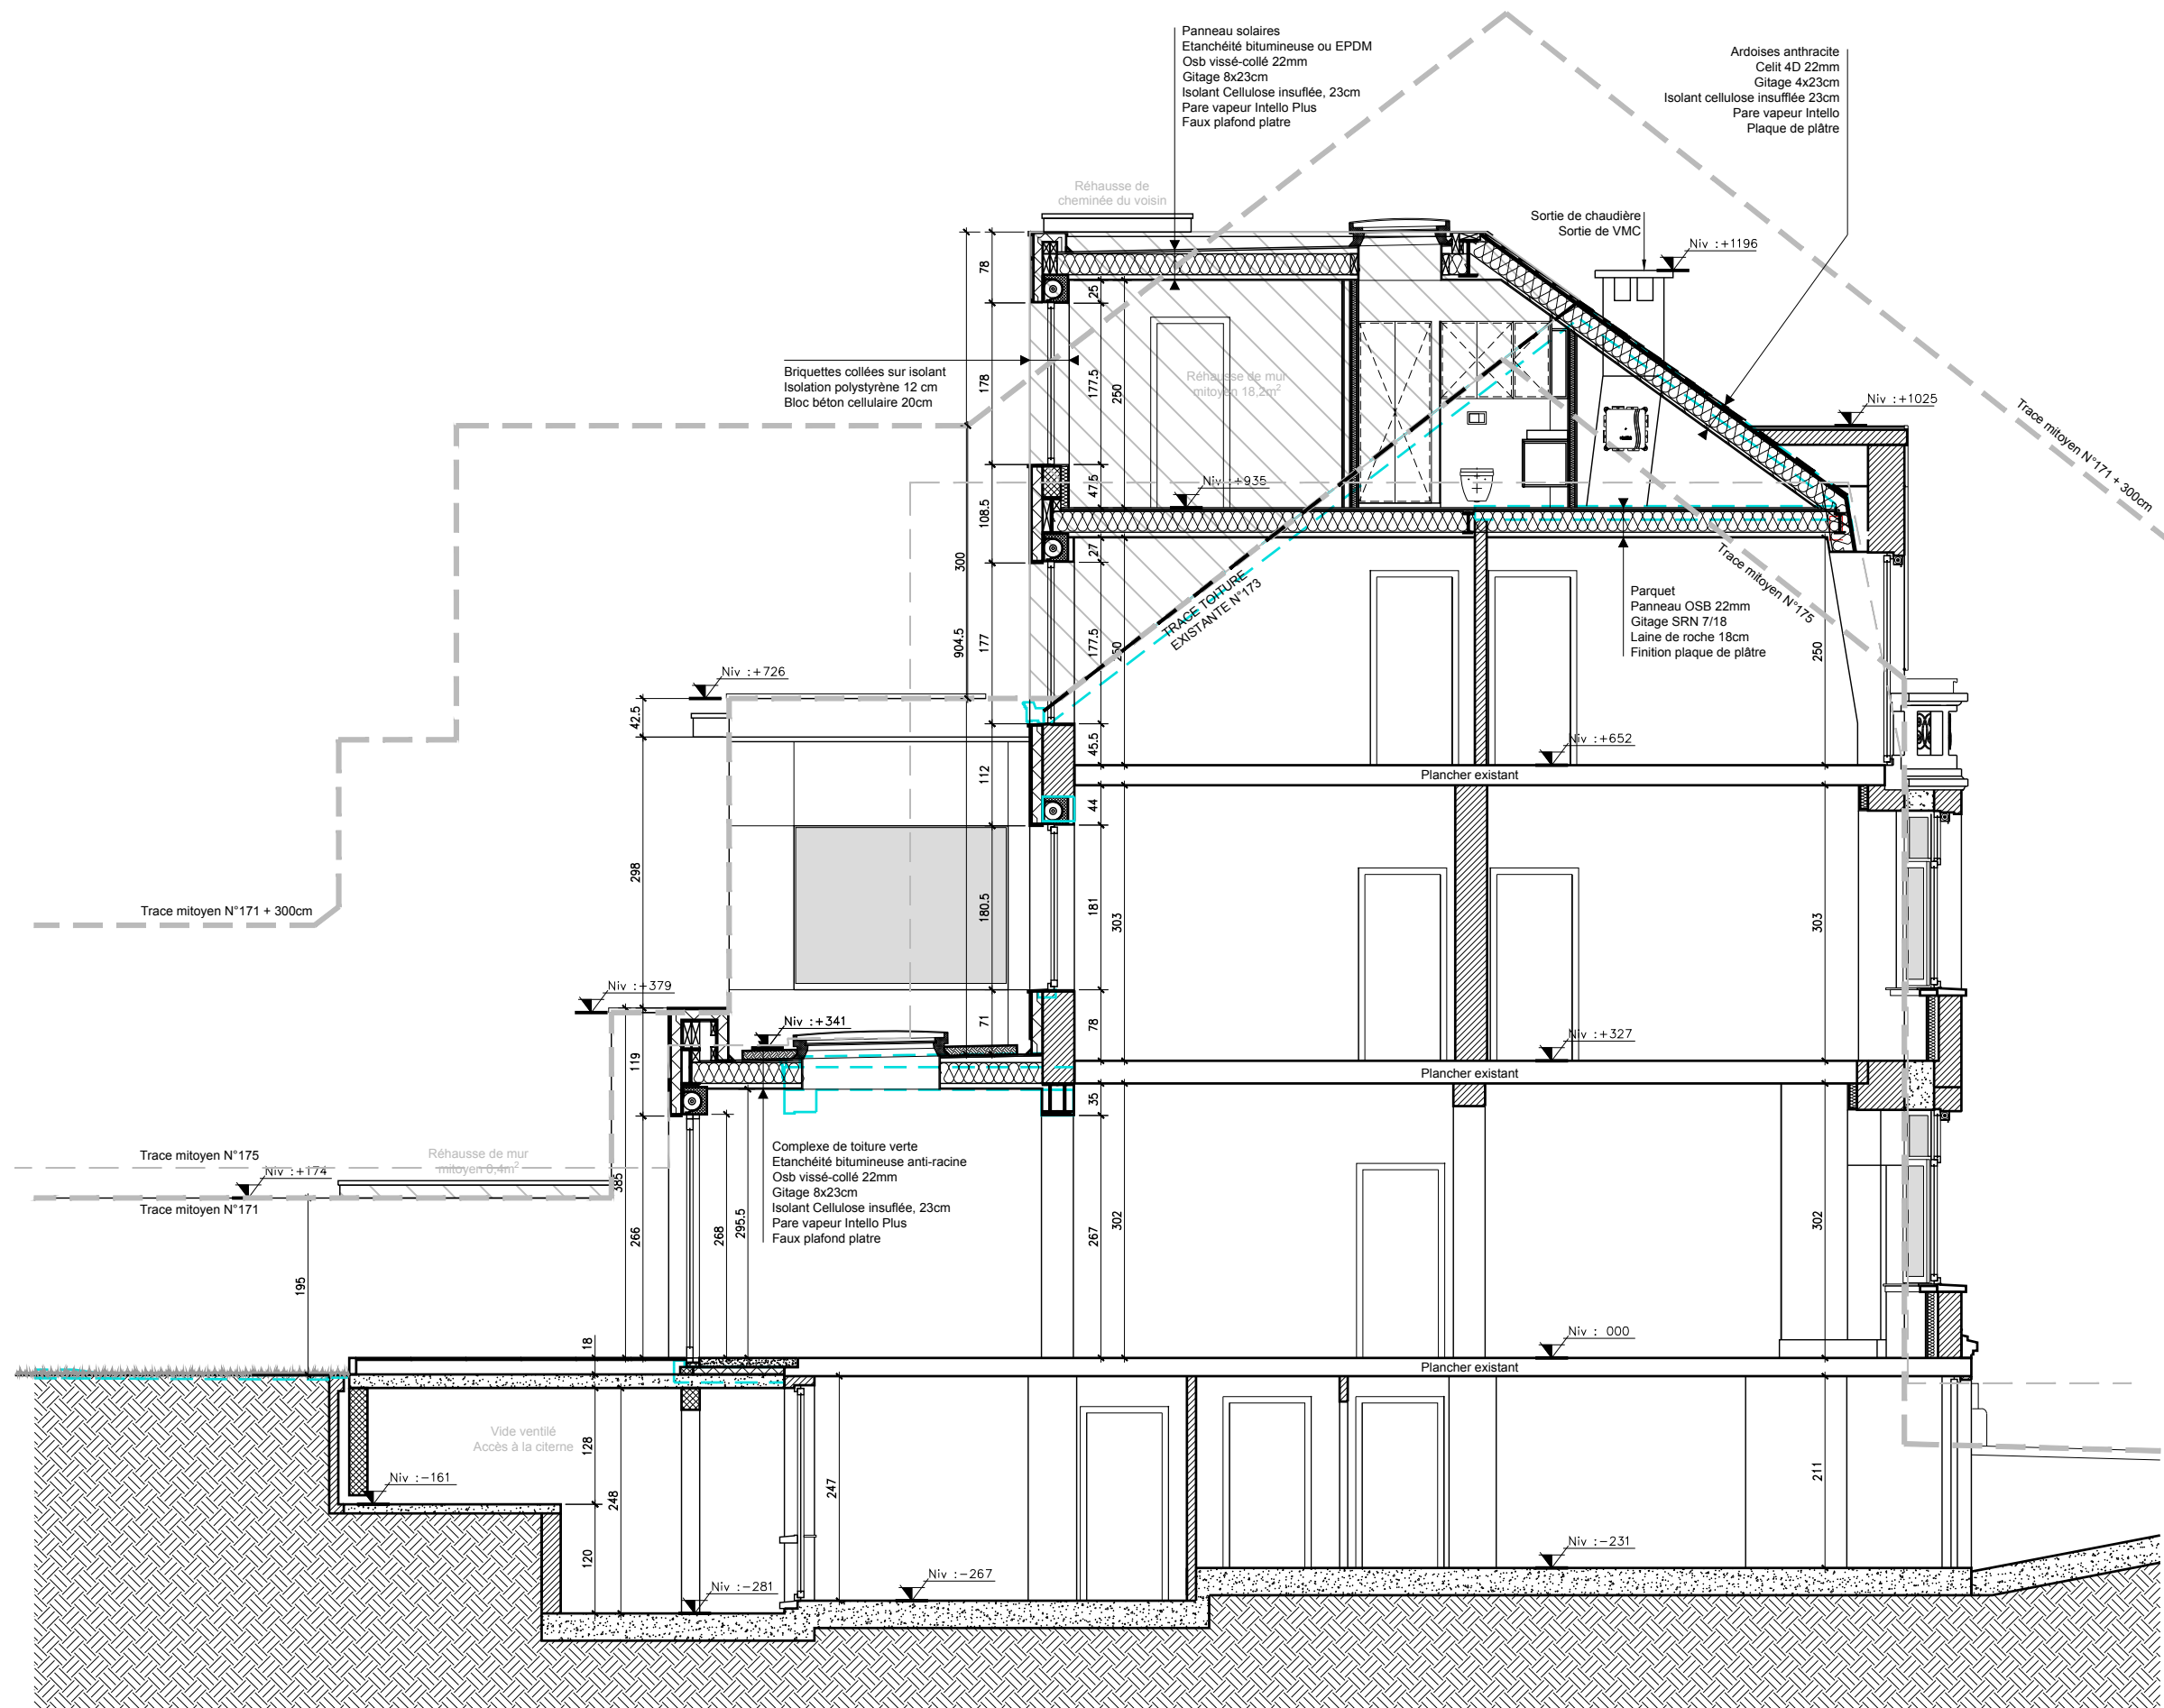 Panneau solaires
Etanchéité bitumineuse ou EPDM
Osb vissé-collé 22mm
Gitage 8x23cm
Isolant Cellulose insuflée, 23cm
Pare vapeur Intello Plus
Faux plafond platre
Ardoises anthracite
Celit 4D 22mm
Gitage 4x23cm
Isolant cellulose insufflée 23cm
Pare vapeur Intello
Plaque de plâtre
Réhausse de
cheminée du voisin
Sortie de chaudière
Sortie de VMC
Niv :+1196
78
25
Briquettes collées sur isolant
Isolation polystyrène 12 cm
Bloc béton cellulaire 20cm
178
177.5
250
Réhausse de mur
mitoyen 18,2m²
Niv :+1025
Trace mitoyen N°171 + 300cm
Niv :+935
47.5
108.5
27
300
904.5
177
177.5
250
TRACE TOITURE
EXISTANTE N°173
Trace mitoyen N°175
Parquet
Panneau OSB 22mm
Gitage SRN 7/18
Laine de roche 18cm
Finition plaque de plâtre
250
Niv :+726
42.5
45.5
Niv :+652
Plancher existant
112
44
298
180.5
181
303
303
Trace mitoyen N°171 + 300cm
Niv :+379
Niv :+341
71
78
Niv :+327
Plancher existant
119
35
Complexe de toiture verte
Etanchéité bitumineuse anti-racine
Osb vissé-collé 22mm
Gitage 8x23cm
Isolant Cellulose insuflée, 23cm
Pare vapeur Intello Plus
Faux plafond platre
Trace mitoyen N°175
Réhausse de mur
mitoyen 0,4m²
Niv :+174
Trace mitoyen N°171
385
266
268
295.5
267
302
302
195
18
Niv : 000
Plancher existant
Vide ventilé
Accès à la citerne
128
Niv :-161
248
247
211
120
Niv :-281
Niv :-267
Niv :-231